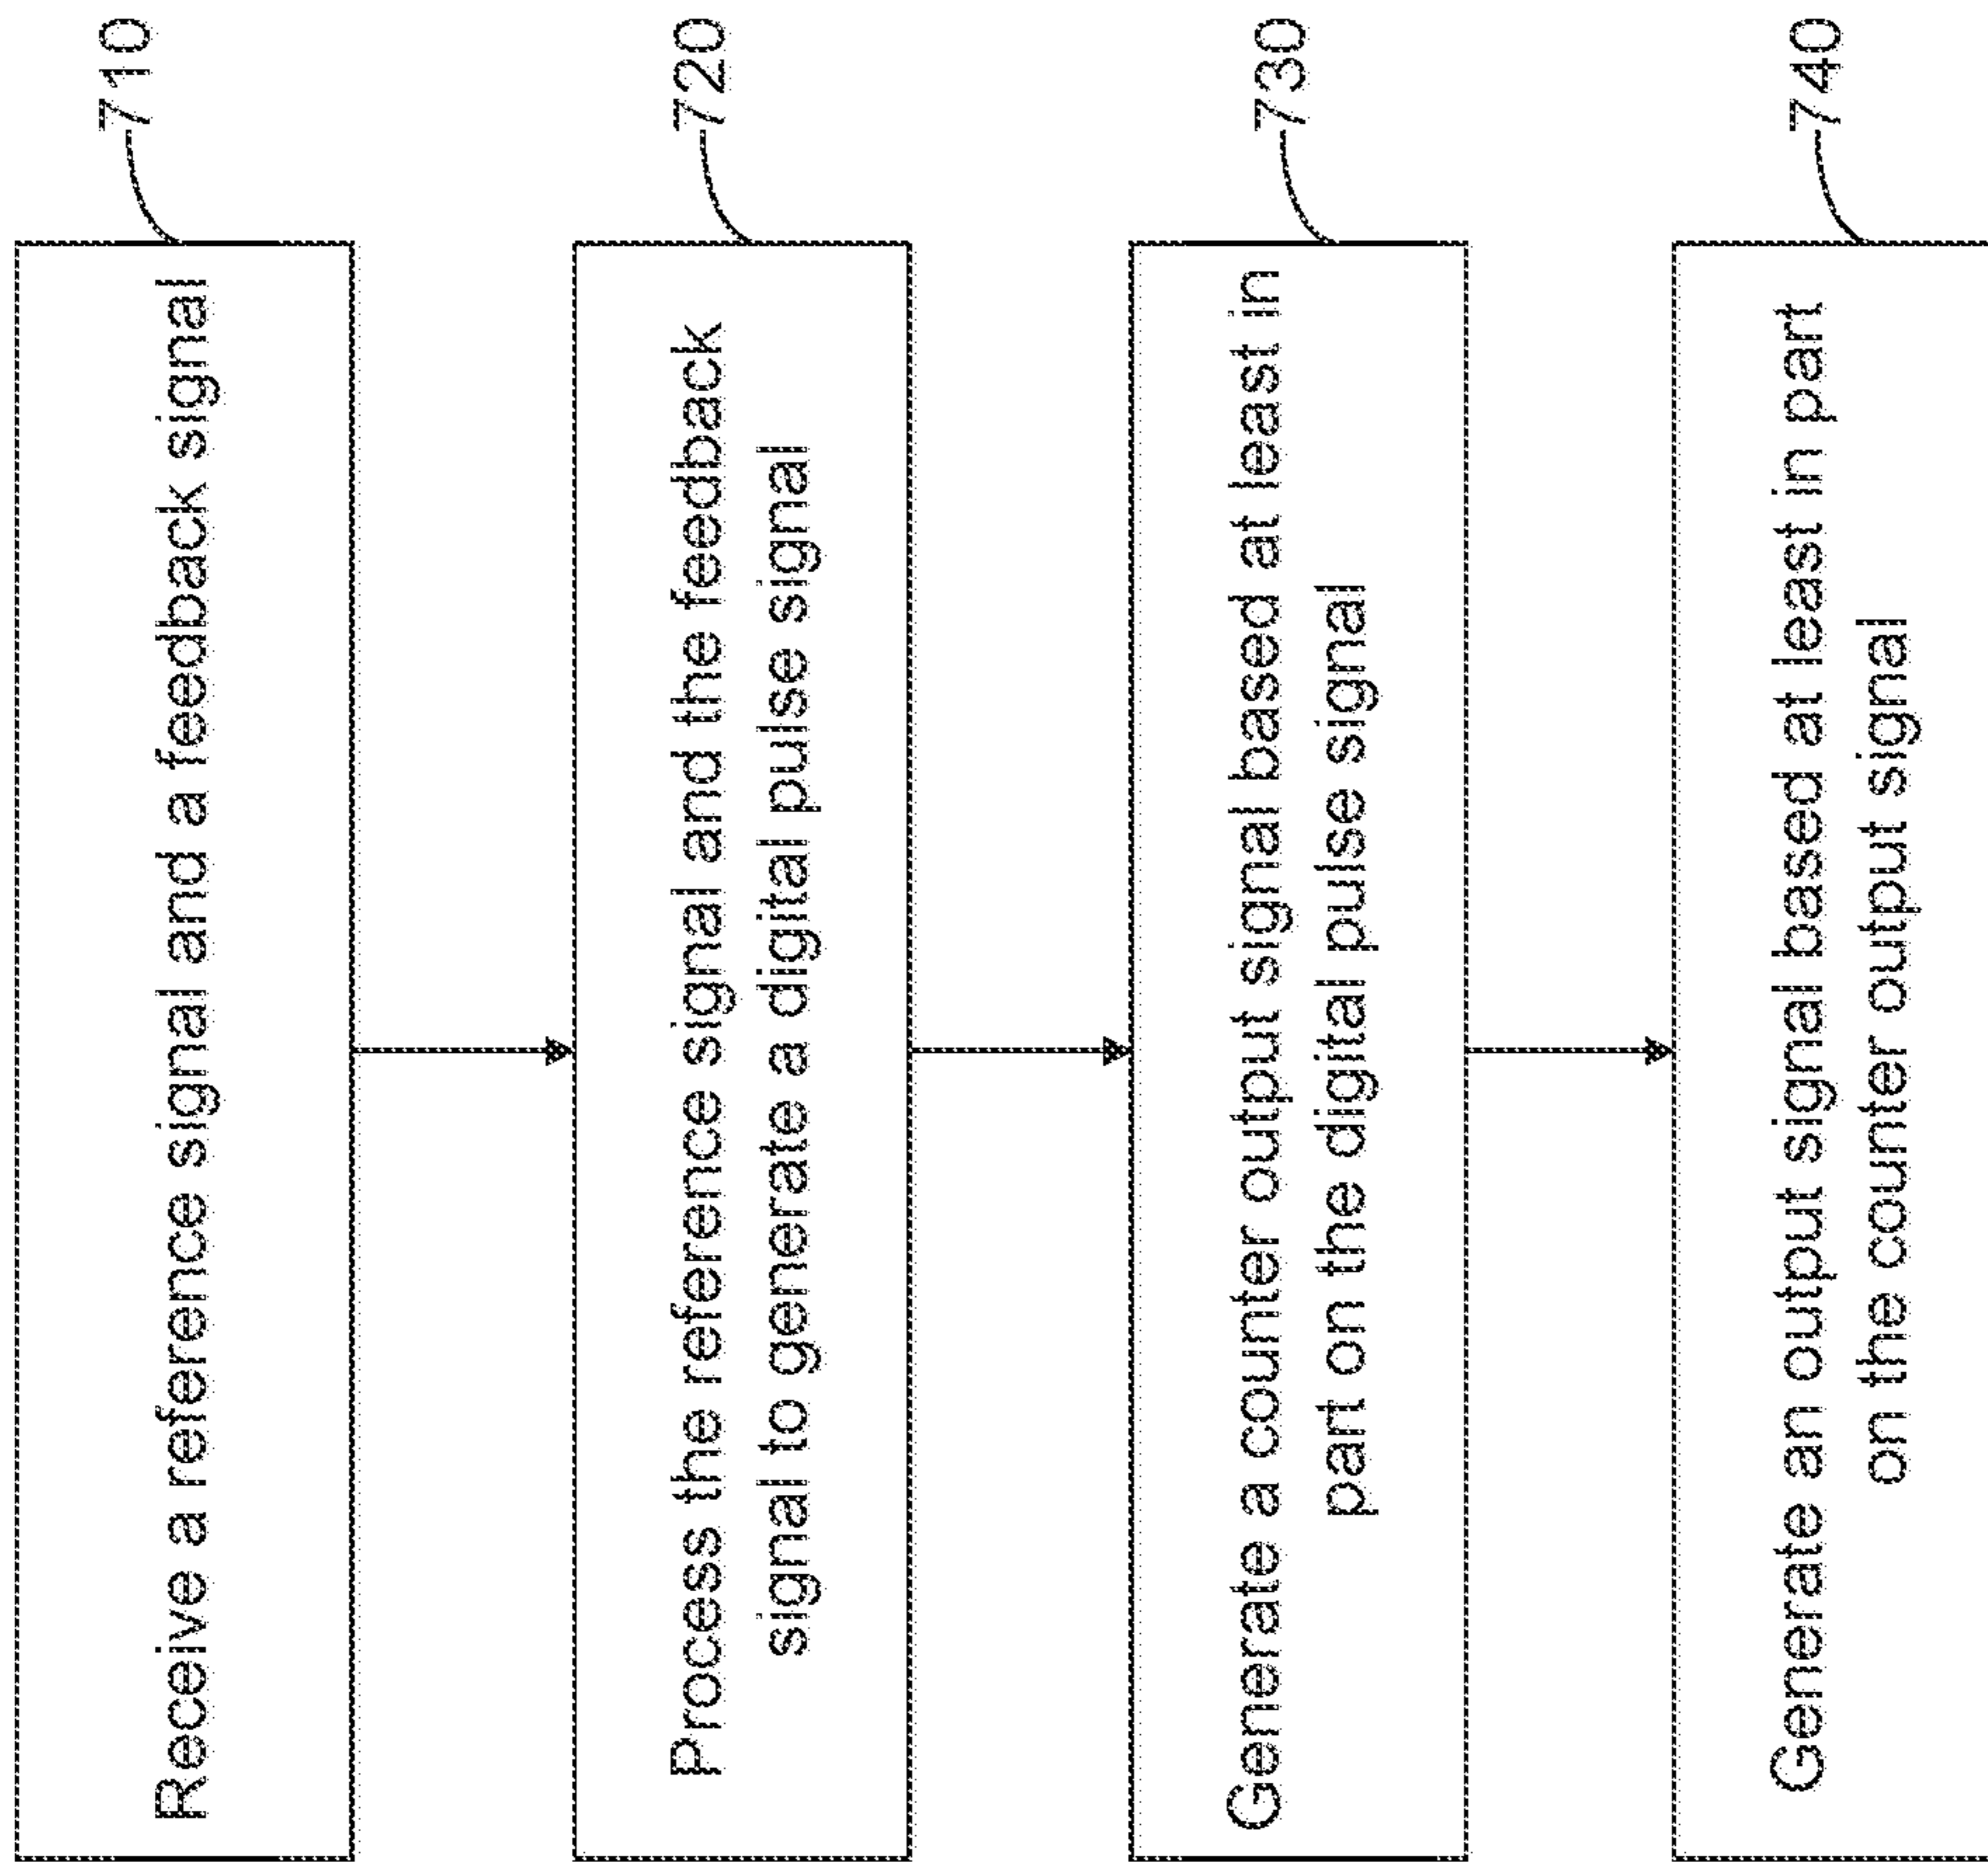 710
Receive a reference signal and a feedback signal
720
Process the reference signal and the feedback
signal to generate a digital pulse signal
730
Generate a counter output signal based at least in
part on the digital pulse signal
740
Generate an output signal based at least in part
on the counter output signal